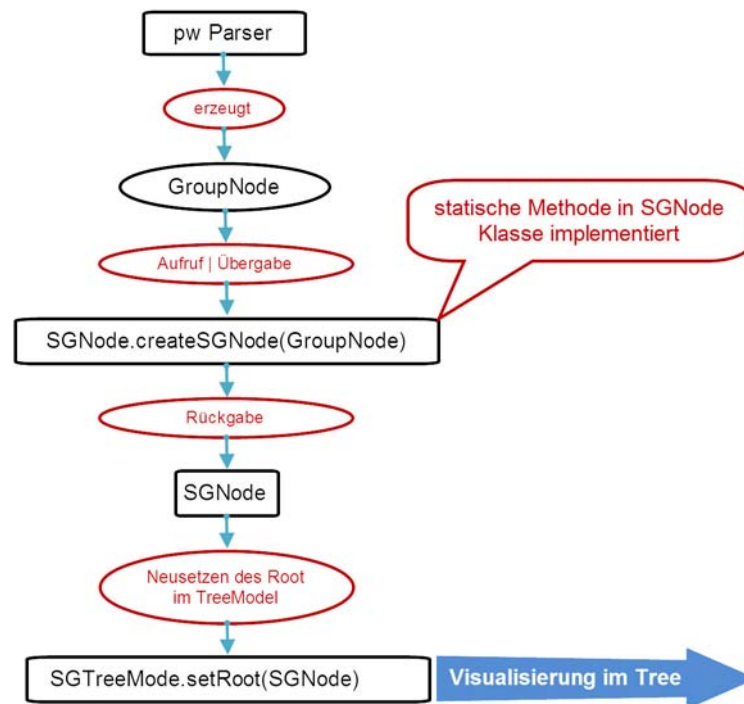 pw Parser
erzeugt
GroupNode
statische Methode in SGNode
Klasse implementiert
Aufruf | Übergabe
SGNode.createSGNode(GroupNode)
Rückgabe
SGNode
Neusetzen des Root
im TreeModel
SGTreeMode.setRoot(SGNode)
Visualisierung im Tree